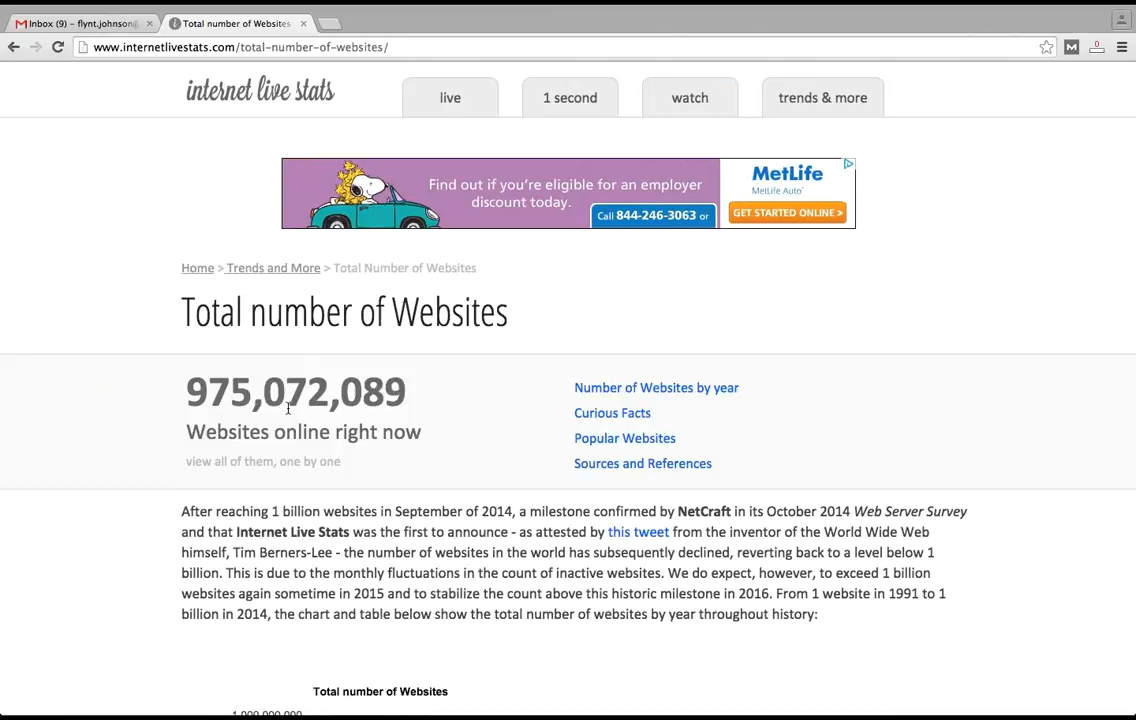 Inbox (9) - flynt.johnson@
Total number of Websites
www.internetlivestats.com/total-number-of-websites/
internet live stats
live
1 second
watch
trends & more
Find out if you're eligible for an employer
discount today.
Call 844-246-3063 or
MetLife
MetLife Auto®
GET STARTED ONLINE >
Home > Trends and More > Total Number of Websites
Total number of Websites
975,072,089
Websites online right now
view all of them, one by one
Number of Websites by year
Curious Facts
Popular Websites
Sources and References
After reaching 1 billion websites in September of 2014, a milestone confirmed by NetCraft in its October 2014 Web Server Survey
and that Internet Live Stats was the first to announce - as attested by this tweet from the inventor of the World Wide Web
himself, Tim Berners-Lee - the number of websites in the world has subsequently declined, reverting back to a level below 1
billion. This is due to the monthly fluctuations in the count of inactive websites. We do expect, however, to exceed 1 billion
websites again sometime in 2015 and to stabilize the count above this historic milestone in 2016. From 1 website in 1991 to 1
billion in 2014, the chart and table below show the total number of websites by year throughout history:
Total number of Websites
1,000,000,000